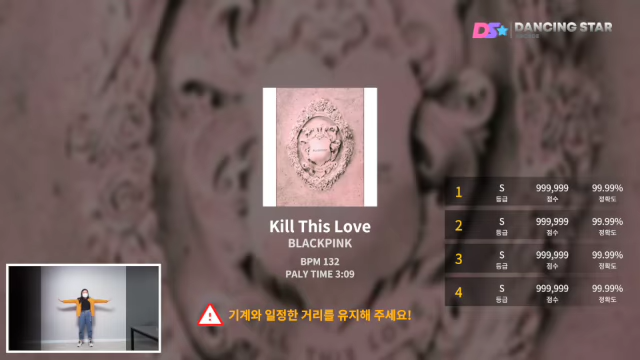 DS
DANCING STAR
Kill This Love
BLACKPINK
BPM 132
PALY TIME 3:09
기계와 일정한 거리를 유지해 주세요!
1 S 999,999 99.99%
등급 점수 정확도
2 S 999,999 99.99%
등급 점수 정확도
3 S 999,999 99.99%
등급 점수 정확도
4 S 999,999 99.99%
등급 점수 정확도